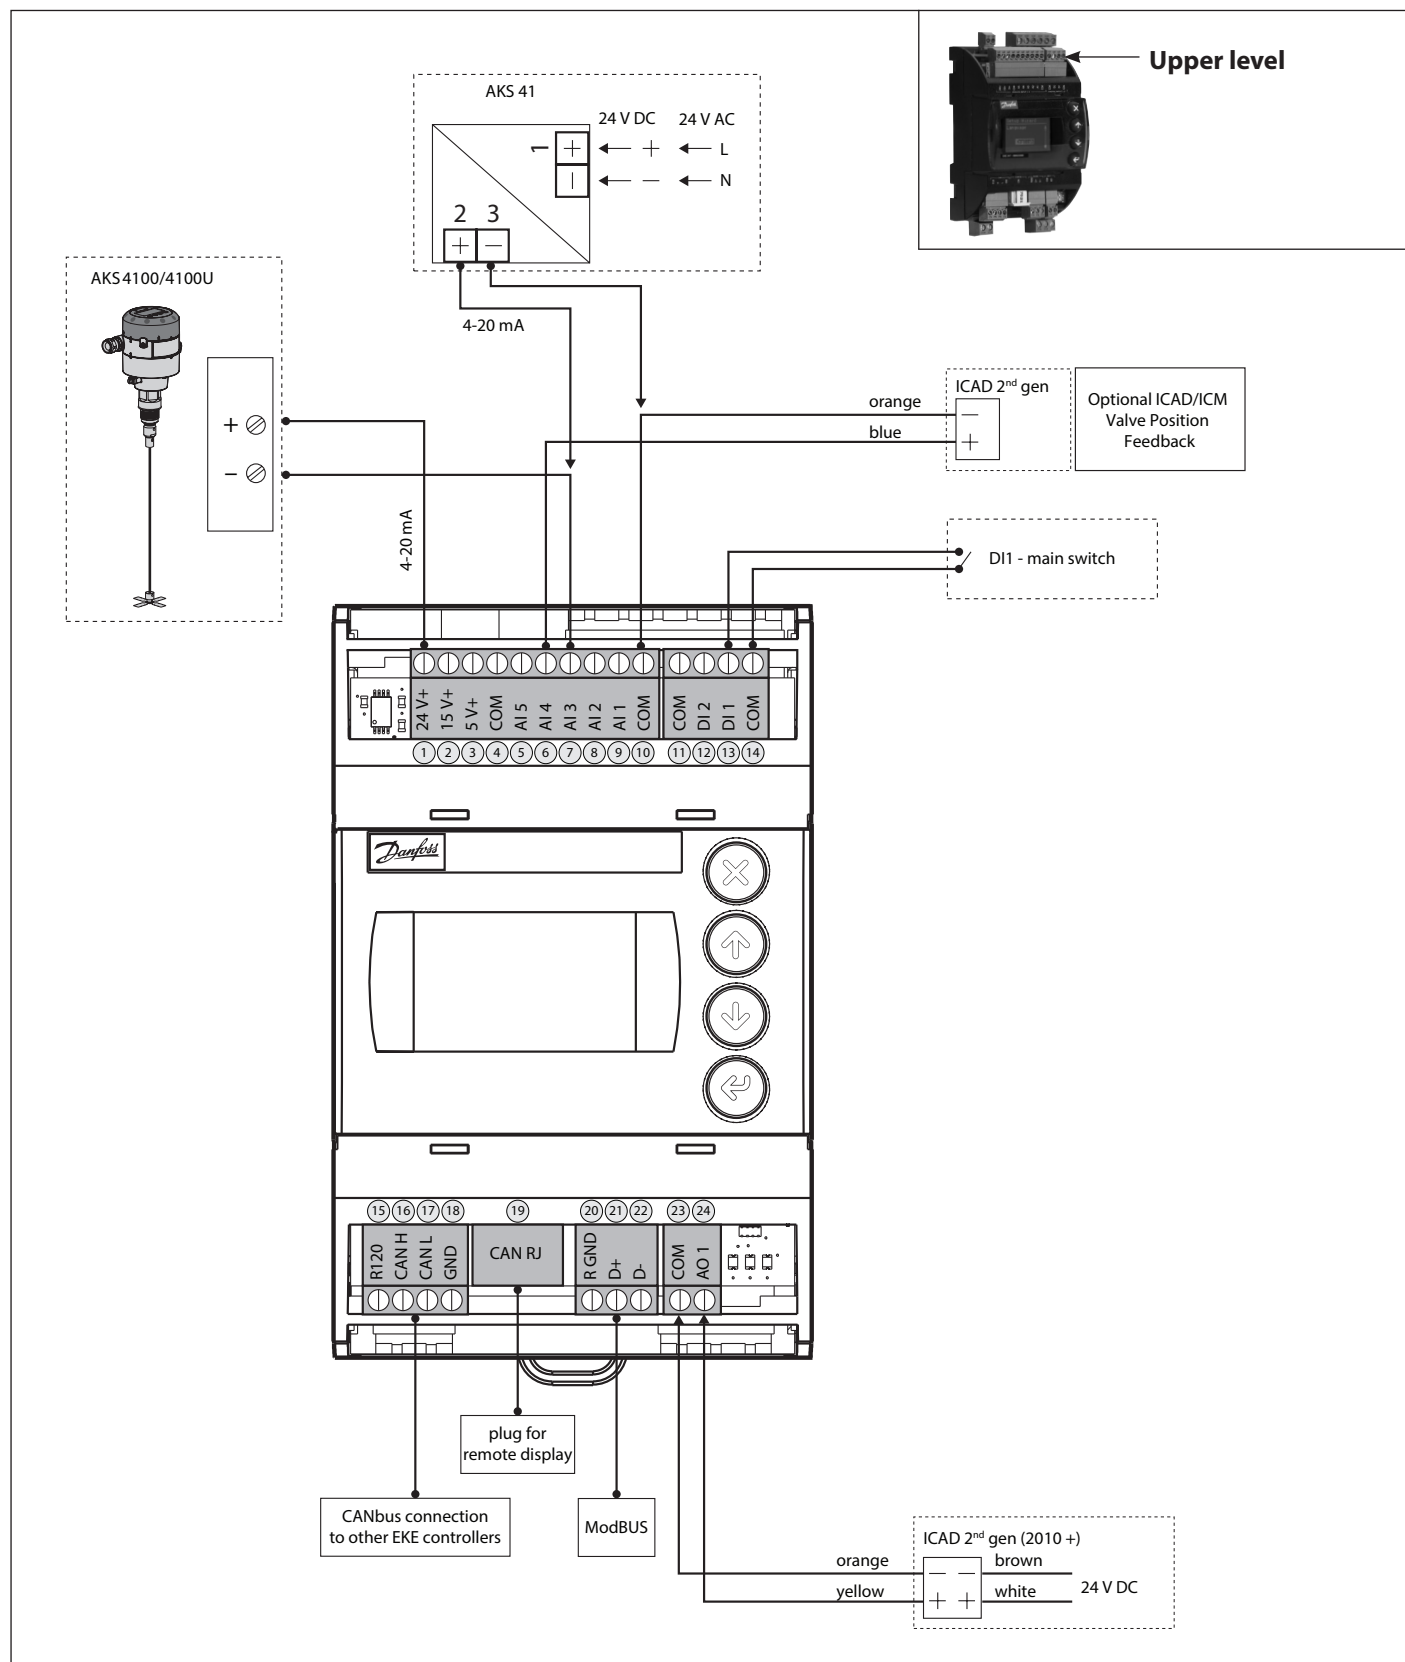 Upper level
AKS 41
24 V DC 24 V AC
1 + + L
− − N
2 3
+ −
AKS 4100/4100U
4-20 mA
+
−
4-20 mA
ICAD 2nd gen
orange −
blue +
Optional ICAD/ICM
Valve Position
Feedback
DI1 - main switch
24 V+ 15 V+ 5 V+ COM AI 5 AI 4 AI 3 AI 2 AI 1 COM COM DI 2 DI 1 COM
1 2 3 4 5 6 7 8 9 10 11 12 13 14
Danfoss
15 16 17 18 19 20 21 22 23 24
R120 CAN H CAN L GND CAN RJ R GND D+ D- COM AO 1
plug for
remote display
CANbus connection
to other EKE controllers
ModBUS
ICAD 2nd gen (2010 +)
orange − − brown
yellow + + white
24 V DC